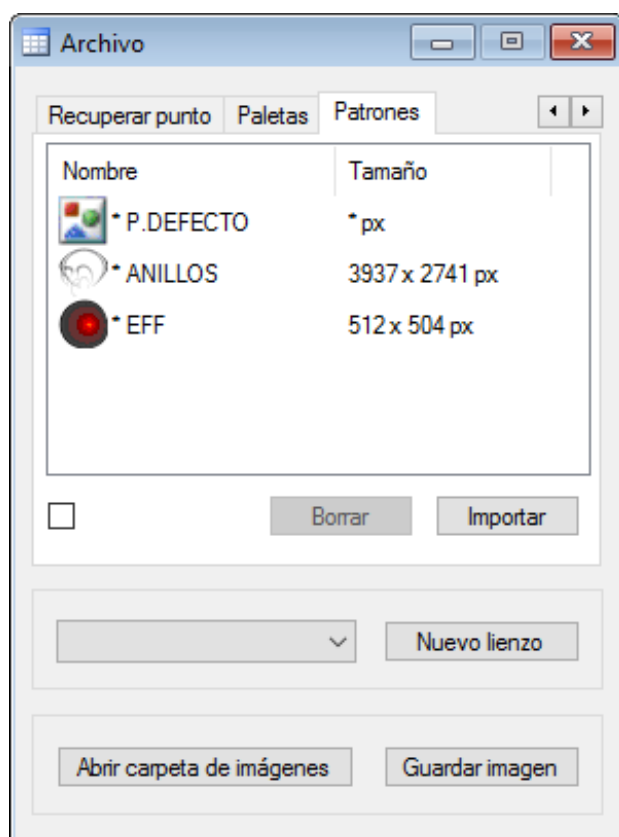 Archivo
Recuperar punto Paletas Patrones
Nombre Tamaño
* P.DEFECTO * px
* ANILLOS 3937 x 2741 px
* EFF 512 x 504 px
Borrar Importar
Nuevo lienzo
Abrir carpeta de imágenes Guardar imagen